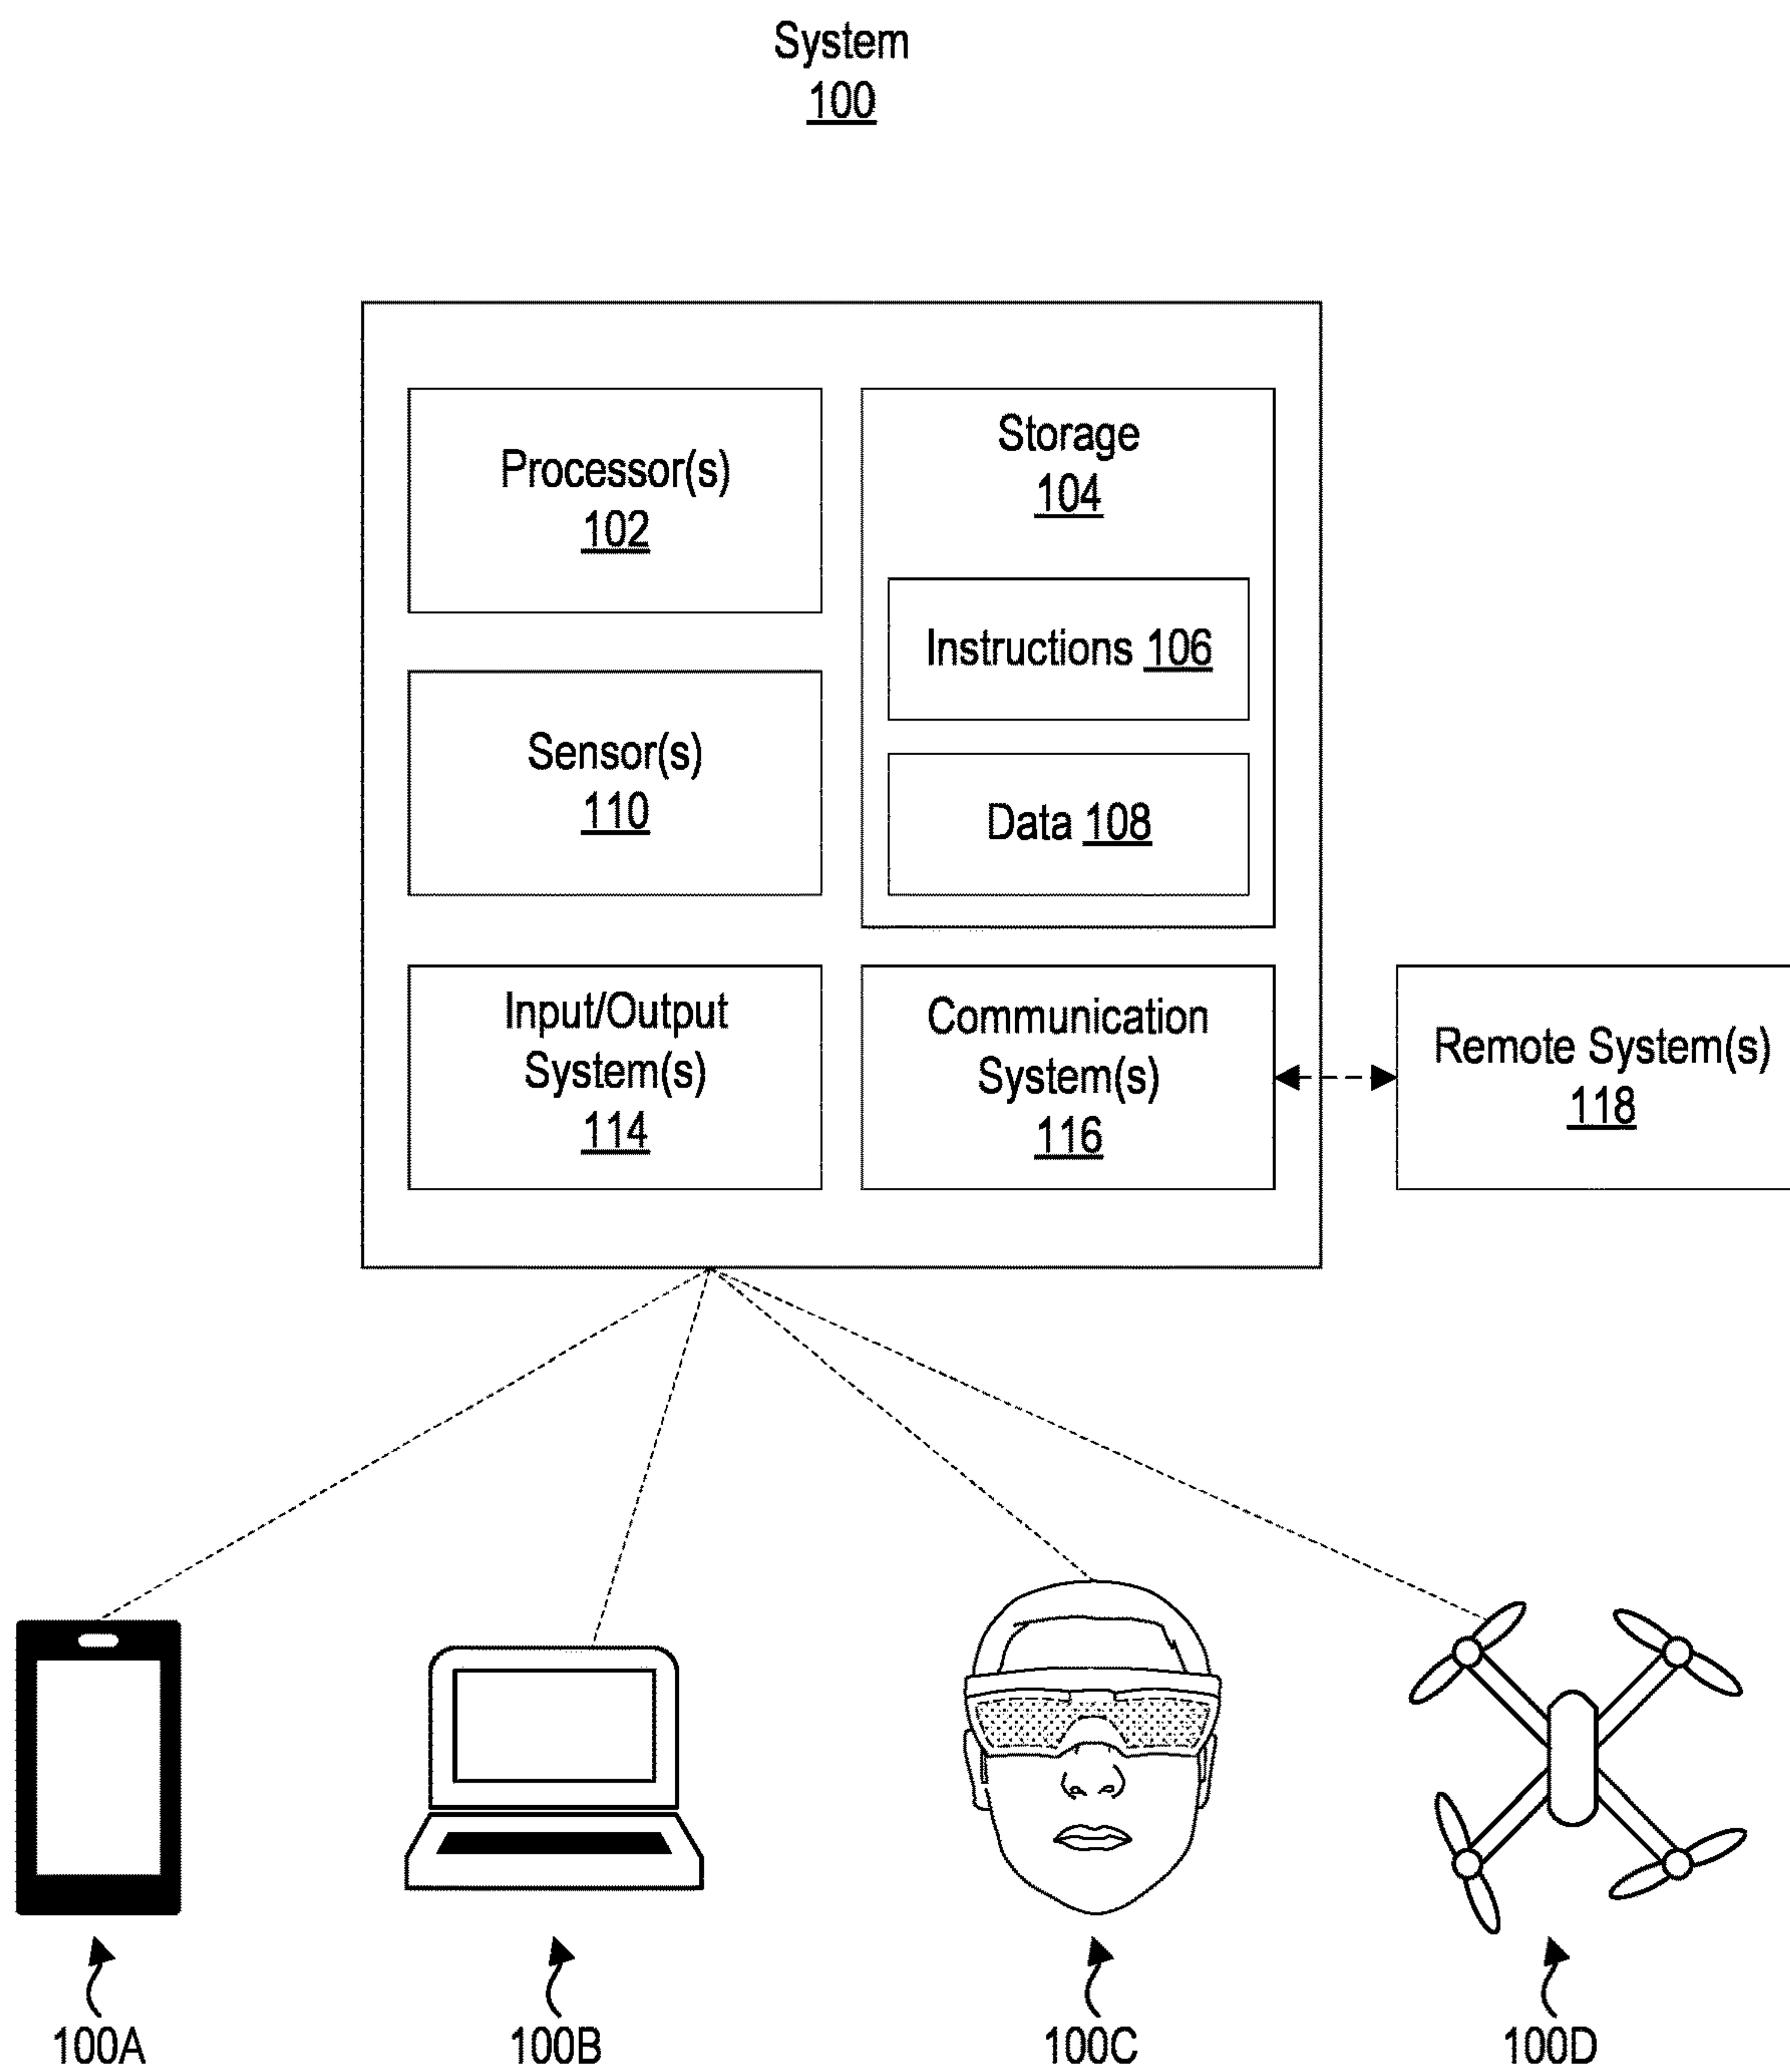 System
100
Processor(s)
102
Storage
104
Instructions 106
Sensor(s)
110
Data 108
Input/Output
System(s)
114
Communication
System(s)
116
Remote System(s)
118
100A
100B
100C
100D